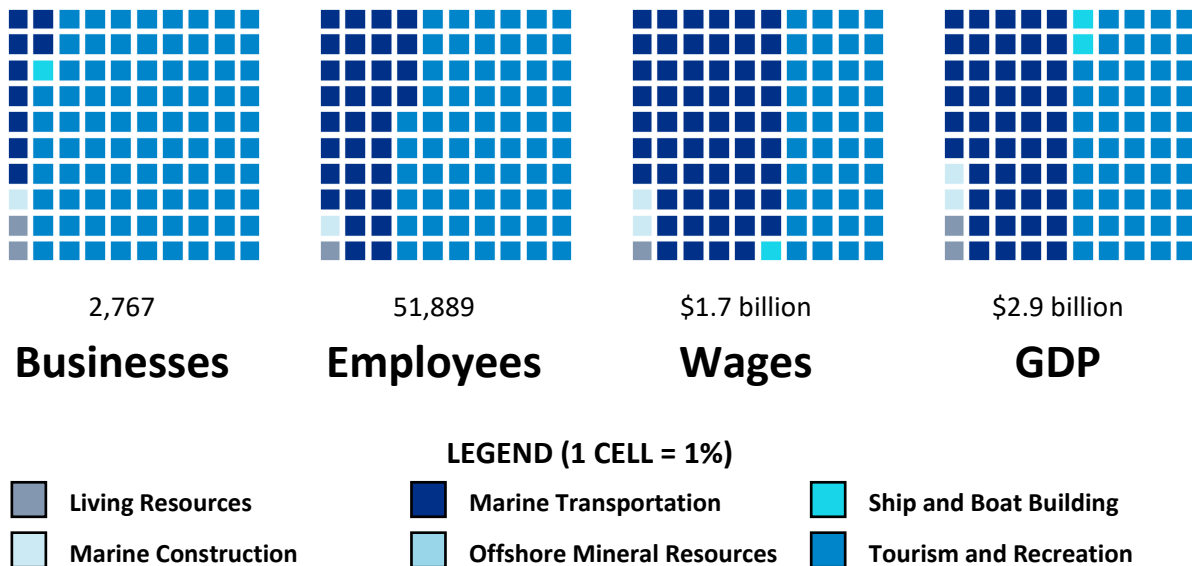 2,767 51,889 $1.7 billion $2.9 billion
Businesses Employees Wages GDP
LEGEND (1 CELL = 1%)
Living Resources Marine Transportation Ship and Boat Building
Marine Construction Offshore Mineral Resources Tourism and Recreation